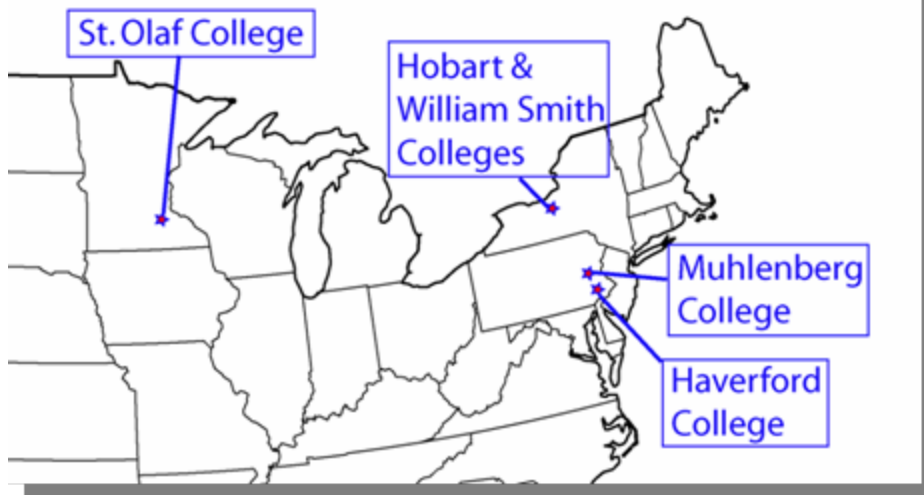 St. Olaf College
Hobart &
William Smith
Colleges
Muhlenberg
College
Haverford
College